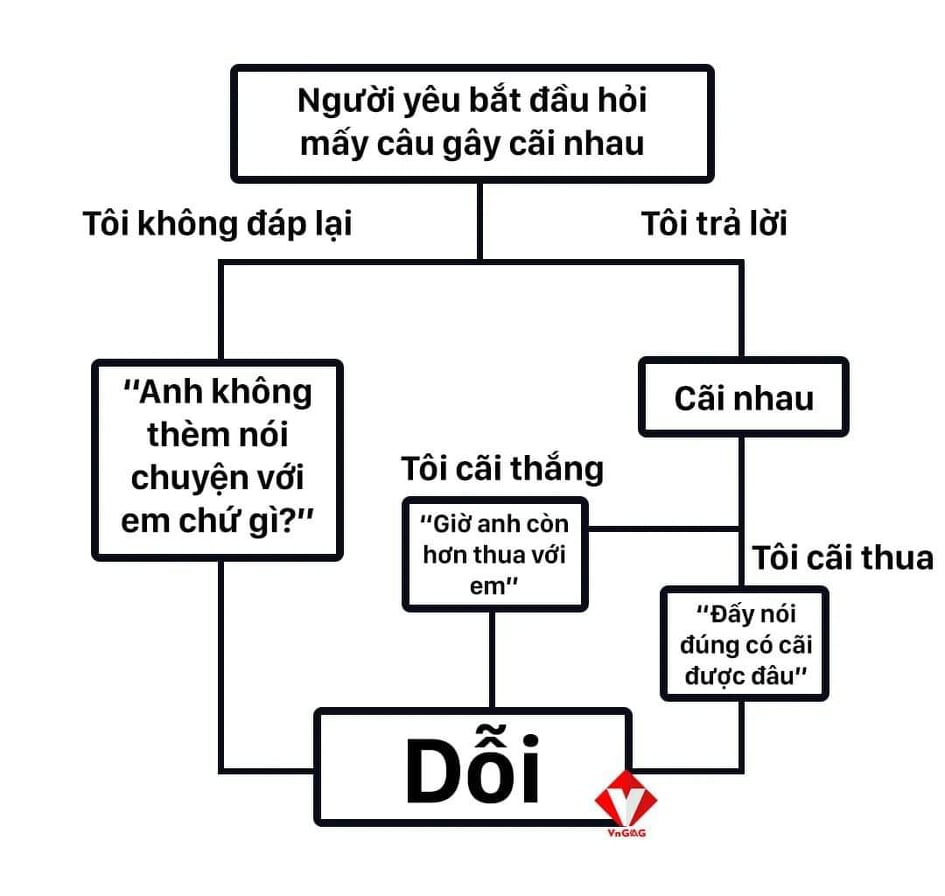 Người yêu bắt đầu hỏi
mấy câu gây cãi nhau
Tôi không đáp lại
Tôi trả lời
“Anh không
thèm nói
chuyện với
em chứ gì?”
Cãi nhau
Tôi cãi thắng
“Giờ anh còn
hơn thua với
em”
Tôi cãi thua
“Đấy nói
đúng có cãi
được đâu”
Dỗi
VnGAG